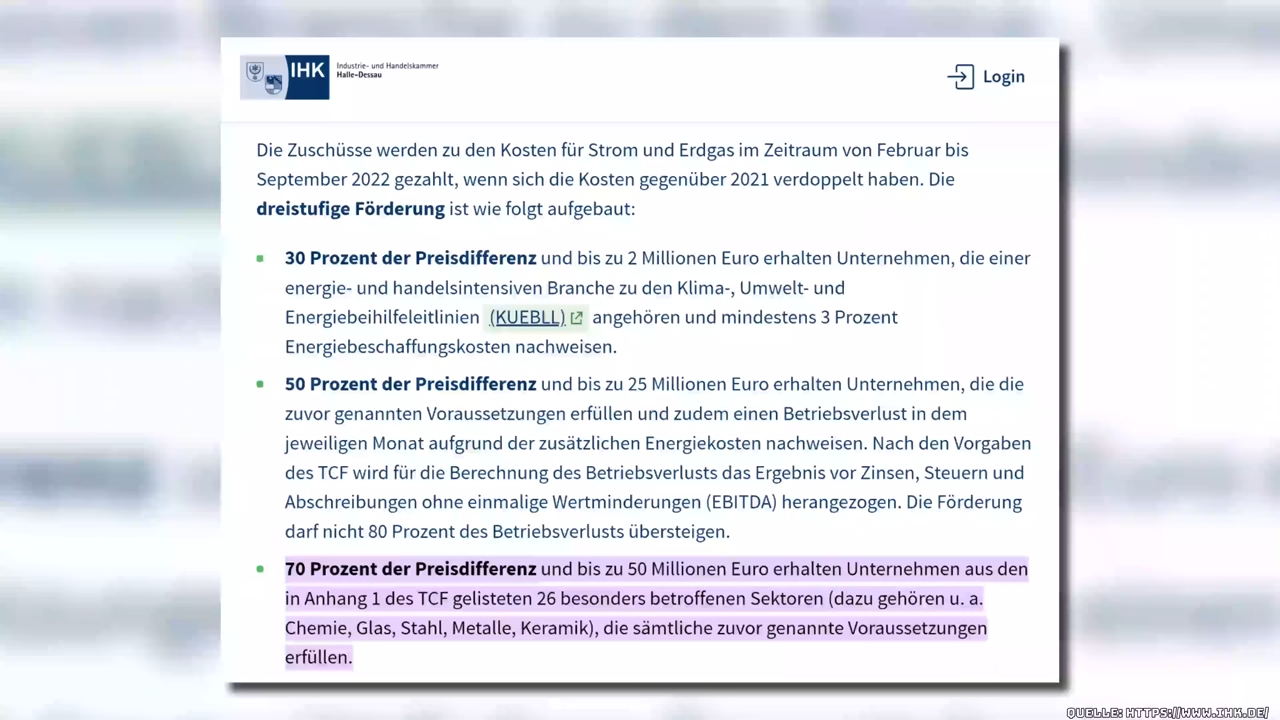 IHK
Industrie- und Handelskammer
Halle-Dessau
Login
Die Zuschüsse werden zu den Kosten für Strom und Erdgas im Zeitraum von Februar bis
September 2022 gezahlt, wenn sich die Kosten gegenüber 2021 verdoppelt haben. Die
dreistufige Förderung ist wie folgt aufgebaut:
30 Prozent der Preisdifferenz und bis zu 2 Millionen Euro erhalten Unternehmen, die einer
energie- und handelsintensiven Branche zu den Klima-, Umwelt- und
Energiebeihilfeleitlinien (KUEBLL) angehören und mindestens 3 Prozent
Energiebeschaffungskosten nachweisen.
50 Prozent der Preisdifferenz und bis zu 25 Millionen Euro erhalten Unternehmen, die die
zuvor genannten Voraussetzungen erfüllen und zudem einen Betriebsverlust in dem
jeweiligen Monat aufgrund der zusätzlichen Energiekosten nachweisen. Nach den Vorgaben
des TCF wird für die Berechnung des Betriebsverlusts das Ergebnis vor Zinsen, Steuern und
Abschreibungen ohne einmalige Wertminderungen (EBITDA) herangezogen. Die Förderung
darf nicht 80 Prozent des Betriebsverlusts übersteigen.
70 Prozent der Preisdifferenz und bis zu 50 Millionen Euro erhalten Unternehmen aus den
in Anhang 1 des TCF gelisteten 26 besonders betroffenen Sektoren (dazu gehören u. a.
Chemie, Glas, Stahl, Metalle, Keramik), die sämtliche zuvor genannte Voraussetzungen
erfüllen.
QUELLE: HTTPS://WWW.IHK.DE/